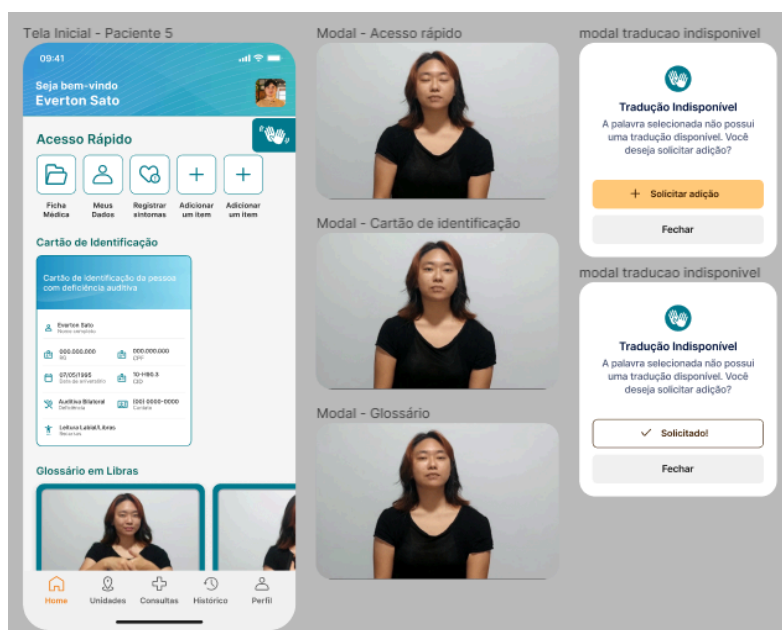 Tela Inicial - Paciente 5
09:41
Seja bem-vindo
Everton Sato
Acesso Rápido
Ficha Médica
Meus Dados
Registrar sintomas
Adicionar um item
Adicionar um item
Cartão de Identificação
Cartão de identificação da pessoa
com deficiência auditiva
Everton Sato
Nome completo
000.000.000
RG
000.000.000
CPF
07/05/1995
Data de aniversário
10-H90.3
CID
Auditiva Bilateral
Deficiência
(00) 0000-0000
Contato
Leitura Labial/Libras
Recursos
Glossário em Libras
Home
Unidades
Consultas
Histórico
Perfil
Modal - Acesso rápido
Modal - Cartão de identificação
Modal - Glossário
modal traducao indisponivel
Tradução Indisponível
A palavra selecionada não possui
uma tradução disponível. Você
deseja solicitar adição?
Solicitar adição
Fechar
modal traducao indisponivel
Tradução Indisponível
A palavra selecionada não possui
uma tradução disponível. Você
deseja solicitar adição?
Solicitado!
Fechar